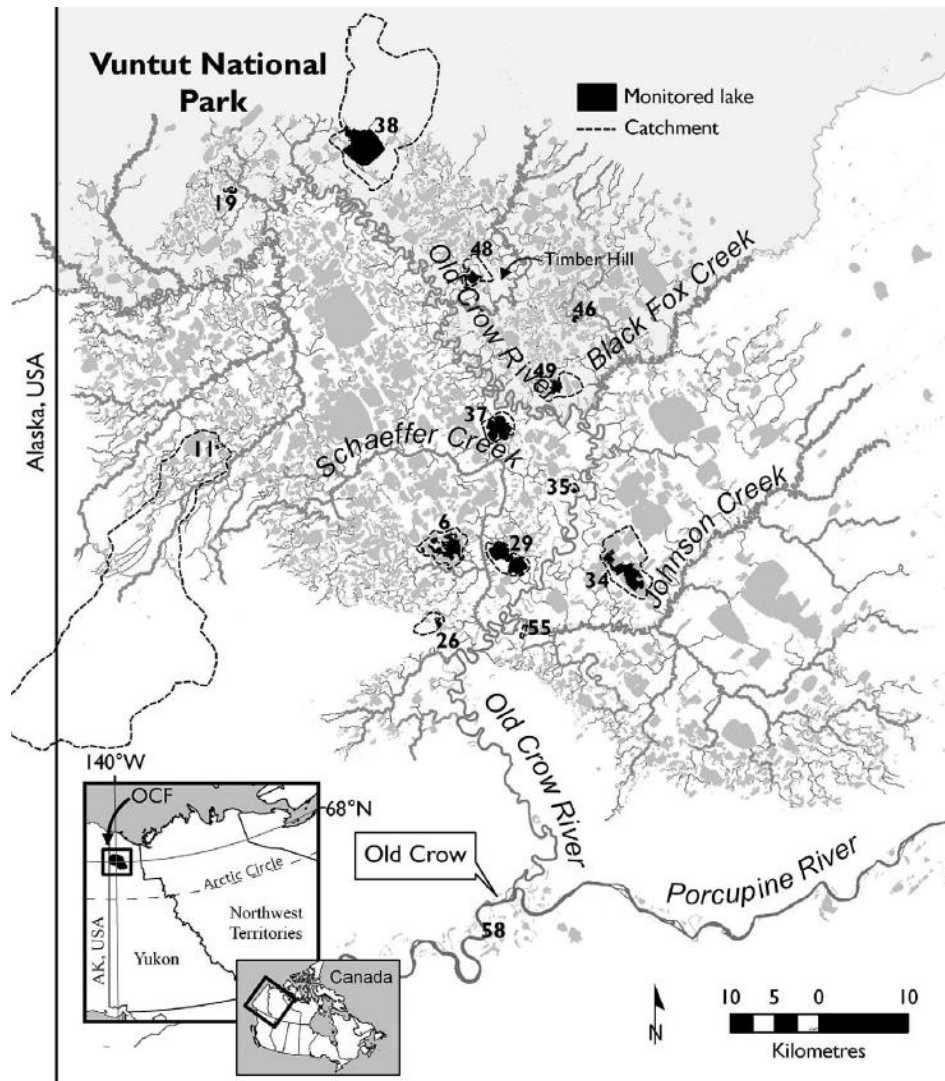 Vuntut National
Park
Monitored lake
Catchment
38
19
48
Timber Hill
Old Crow River
46
Black Fox Creek
49
Alaska, USA
37
Schaeffer Creek
11
35
6
29
34
Johnson Creek
26
55
Old Crow River
140°W
OCF
68°N
Arctic Circle
Northwest
Territories
AK, USA
Yukon
Canada
Old Crow
Porcupine River
58
N
10 5 0 10
Kilometres